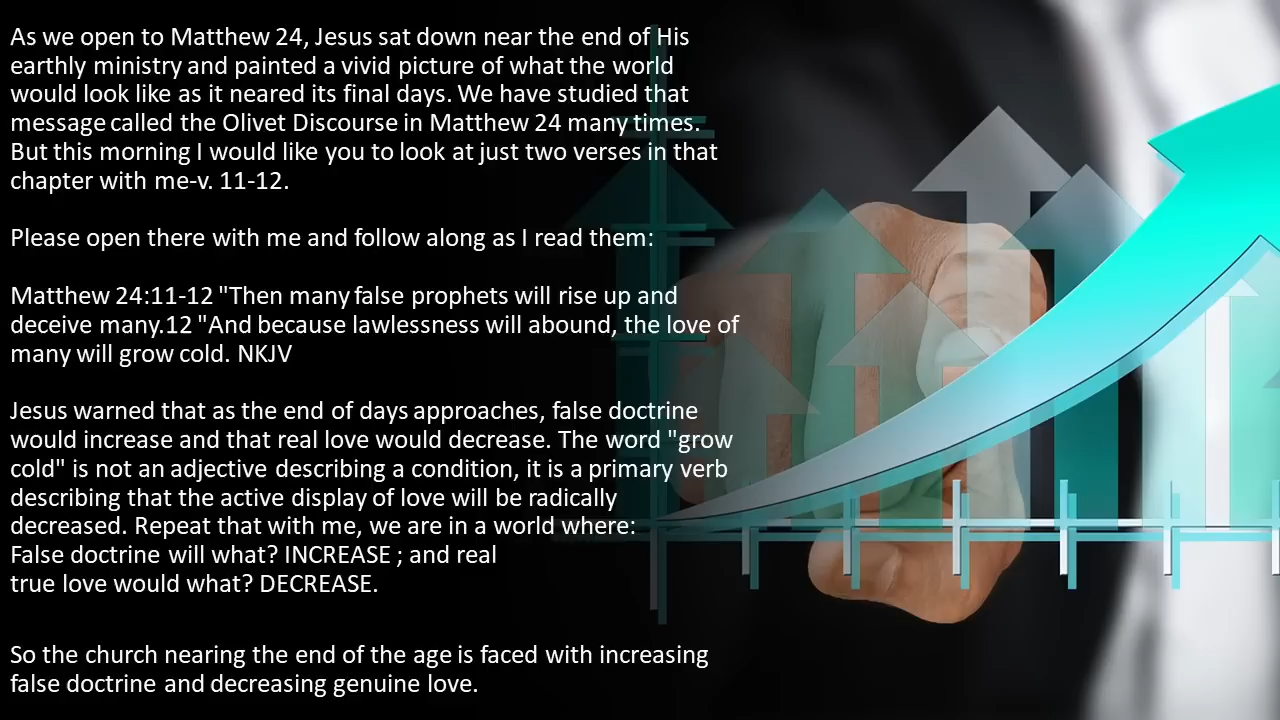 As we open to Matthew 24, Jesus sat down near the end of His
earthly ministry and painted a vivid picture of what the world
would look like as it neared its final days. We have studied that
message called the Olivet Discourse in Matthew 24 many times.
But this morning I would like you to look at just two verses in that
chapter with me-v. 11-12.
Please open there with me and follow along as I read them:
Matthew 24:11-12 "Then many false prophets will rise up and
deceive many.12 "And because lawlessness will abound, the love of
many will grow cold. NKJV
Jesus warned that as the end of days approaches, false doctrine
would increase and that real love would decrease. The word "grow
cold" is not an adjective describing a condition, it is a primary verb
describing that the active display of love will be radically
decreased. Repeat that with me, we are in a world where:
False doctrine will what? INCREASE ; and real
true love would what? DECREASE.
So the church nearing the end of the age is faced with increasing
false doctrine and decreasing genuine love.